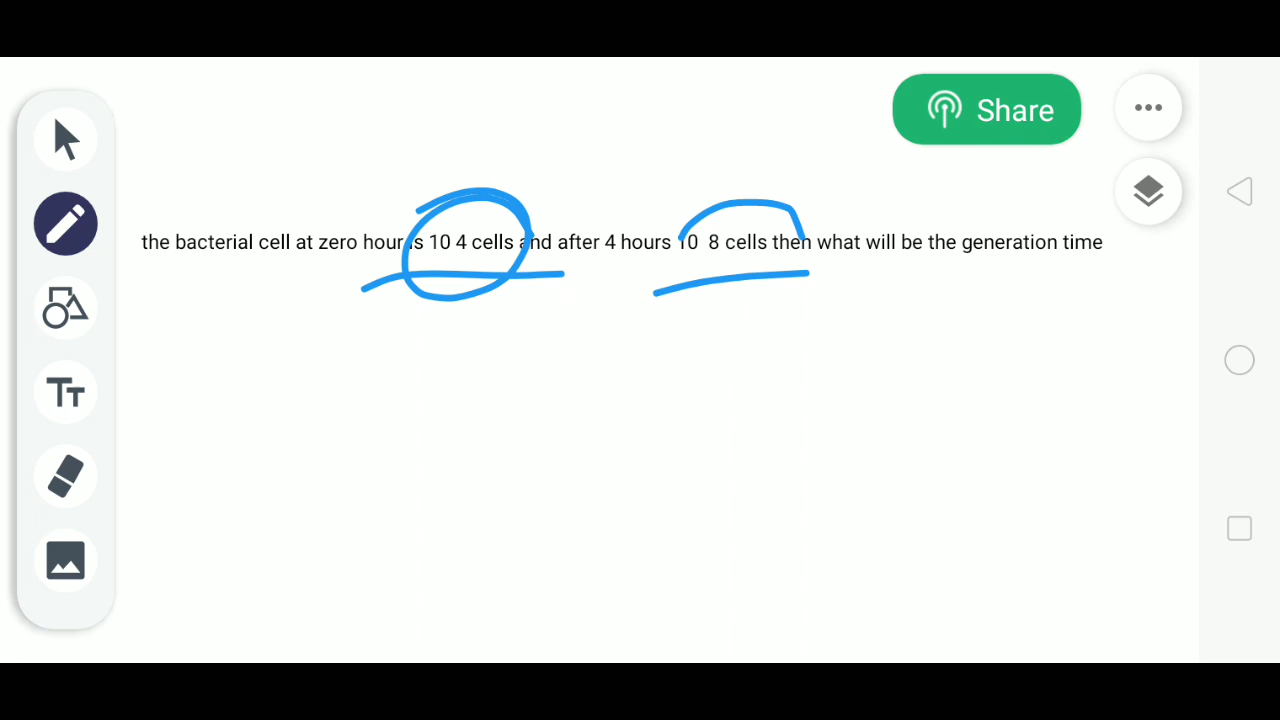 Share
the bacterial cell at zero hour is 10 4 cells and after 4 hours 10  8 cells then what will be the generation time
TT